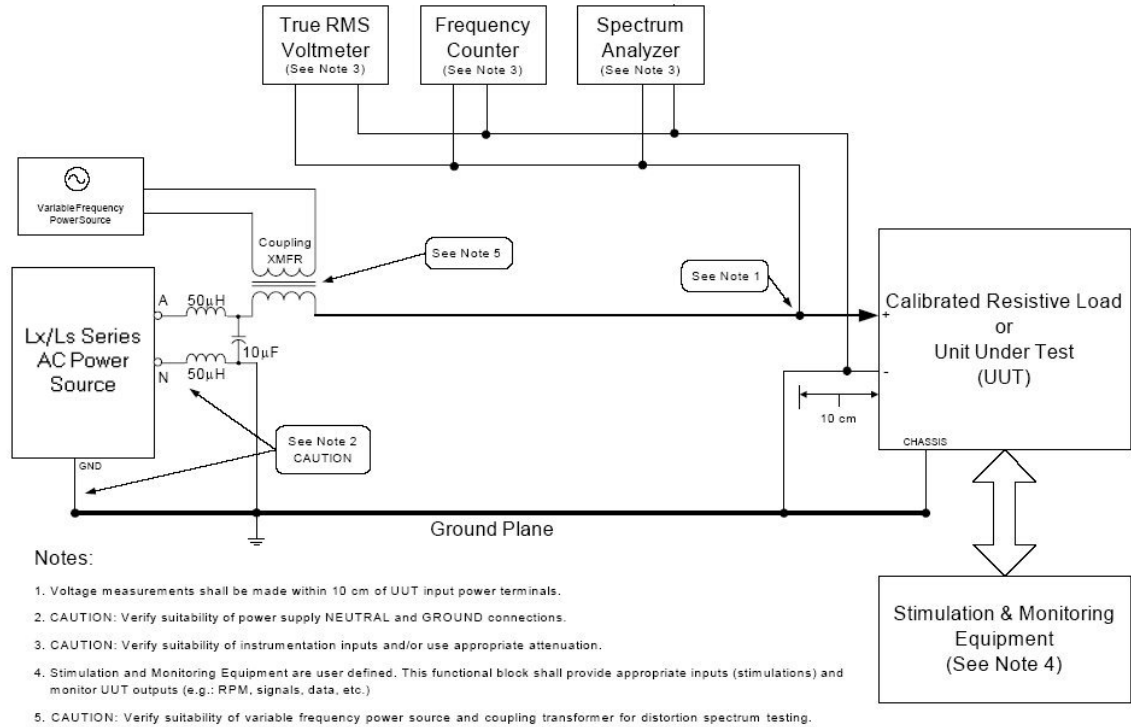 True RMS
Voltmeter
(See Note 3)
Frequency
Counter
(See Note 3)
Spectrum
Analyzer
(See Note 3)
Variable Frequency
Power Source
Coupling
XMFR
See Note 5
See Note 1
Lx/Ls Series
AC Power
Source
A
50µH
10µF
N
50µH
GND
See Note 2
CAUTION
Calibrated Resistive Load
or
Unit Under Test
(UUT)
+
-
10 cm
CHASSIS
Ground Plane
Stimulation & Monitoring
Equipment
(See Note 4)
Notes:
1. Voltage measurements shall be made within 10 cm of UUT input power terminals.
2. CAUTION: Verify suitability of power supply NEUTRAL and GROUND connections.
3. CAUTION: Verify suitability of instrumentation inputs and/or use appropriate attenuation.
4. Stimulation and Monitoring Equipment are user defined. This functional block shall provide appropriate inputs (stimulations) and
monitor UUT outputs (e.g.: RPM, signals, data, etc.)
5. CAUTION: Verify suitability of variable frequency power source and coupling transformer for distortion spectrum testing.